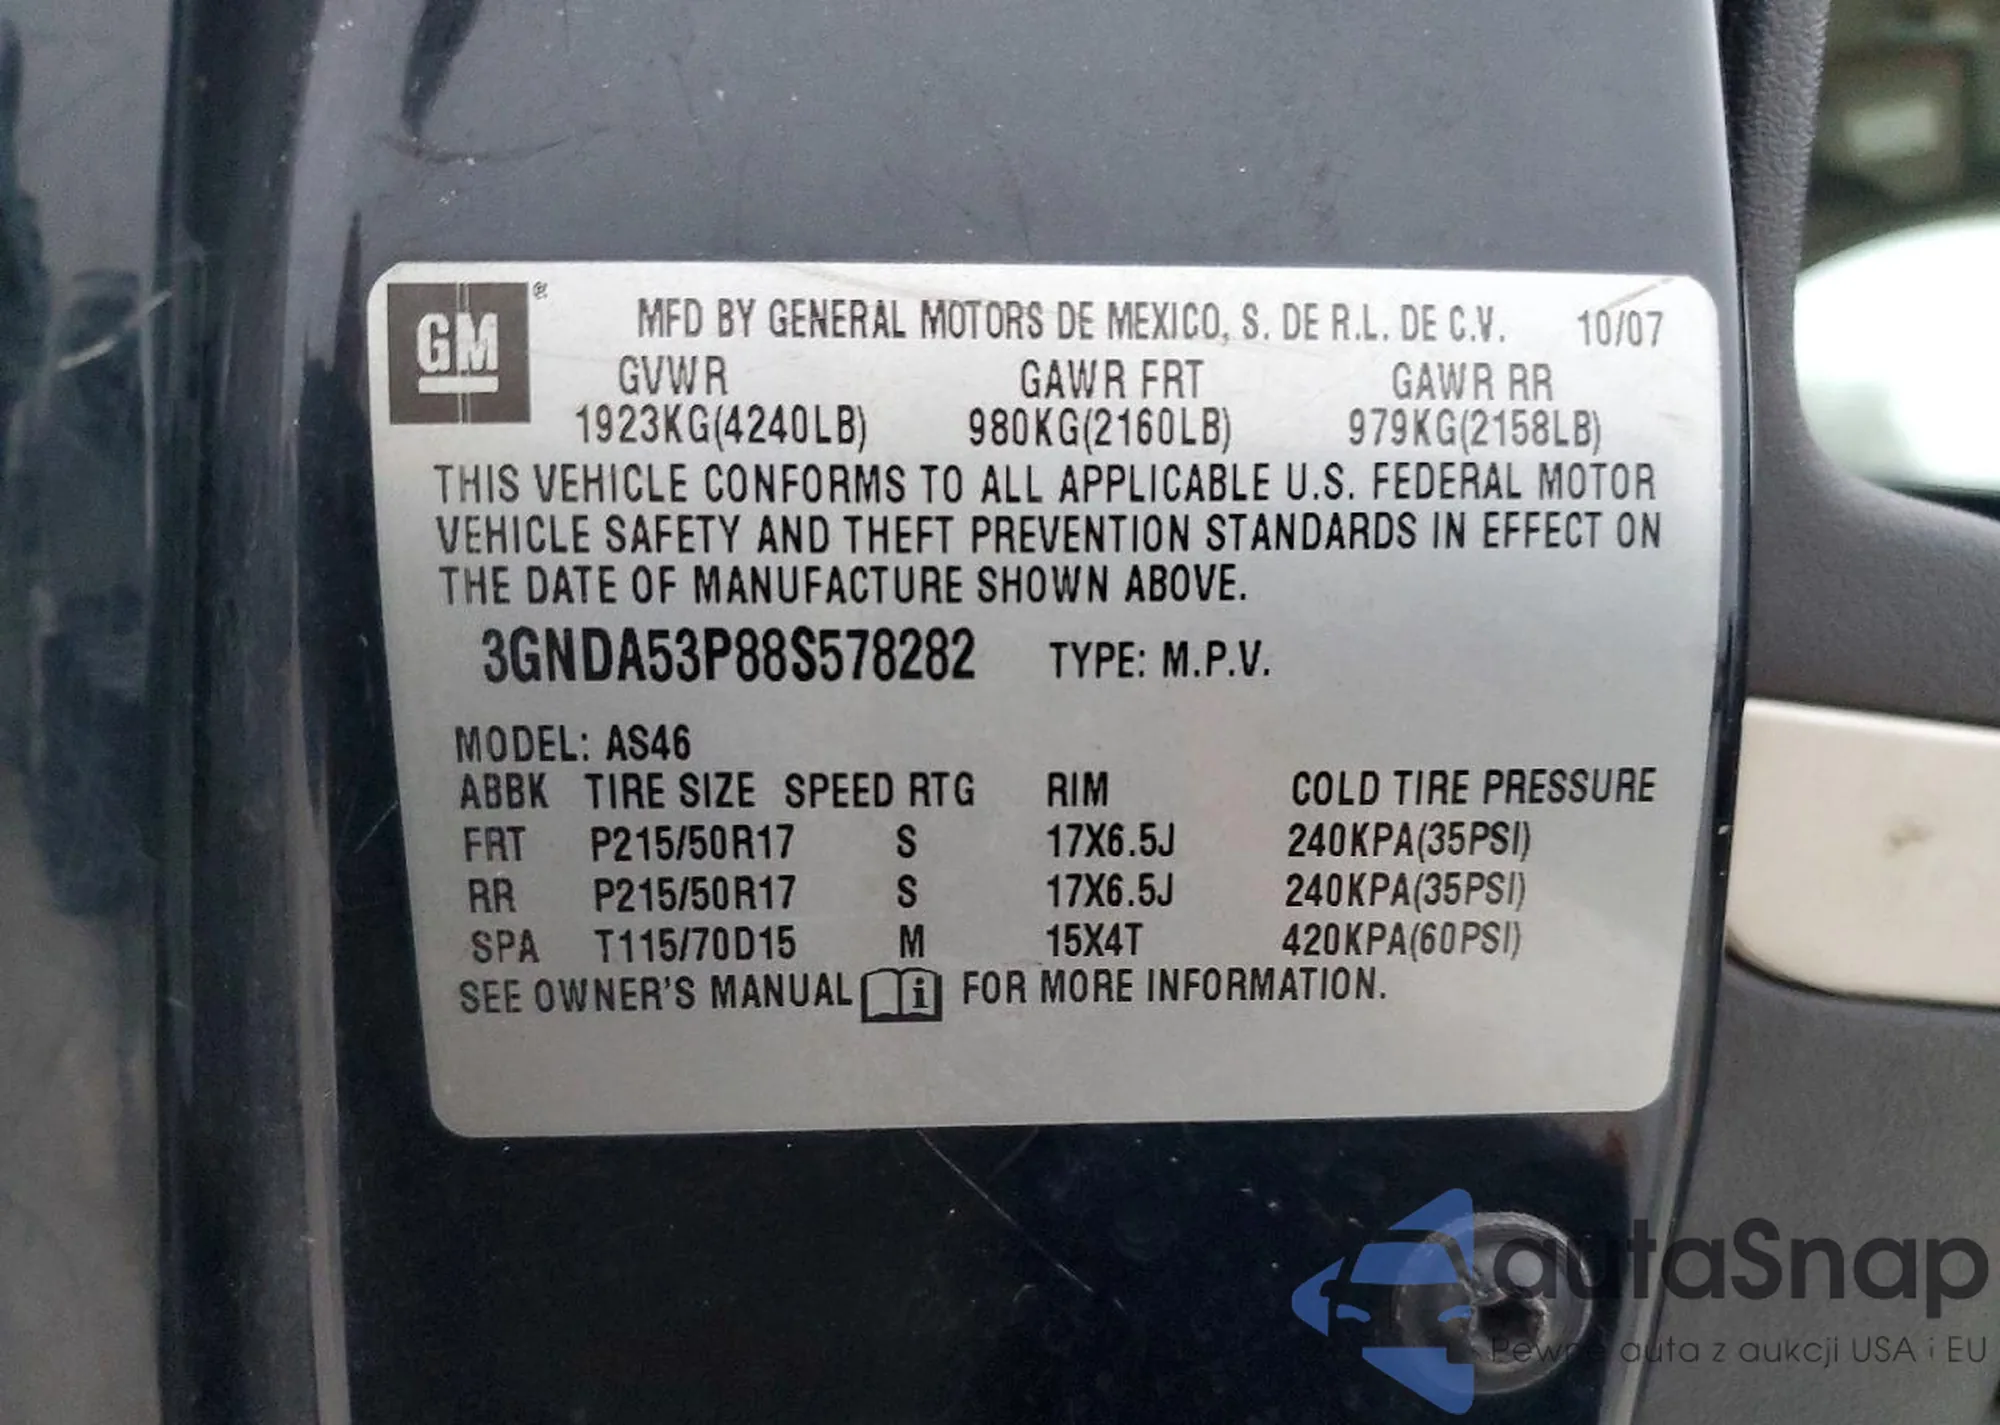 GM ®
MFD BY GENERAL MOTORS DE MEXICO, S. DE R.L. DE C.V. 10/07
GVWR GAWR FRT GAWR RR
1923KG(4240LB) 980KG(2160LB) 979KG(2158LB)
THIS VEHICLE CONFORMS TO ALL APPLICABLE U.S. FEDERAL MOTOR
VEHICLE SAFETY AND THEFT PREVENTION STANDARDS IN EFFECT ON
THE DATE OF MANUFACTURE SHOWN ABOVE.
3GNDA53P88S578282 TYPE: M.P.V.
MODEL: AS46
ABBK TIRE SIZE SPEED RTG RIM COLD TIRE PRESSURE
FRT P215/50R17 S 17X6.5J 240KPA(35PSI)
RR P215/50R17 S 17X6.5J 240KPA(35PSI)
SPA T115/70D15 M 15X4T 420KPA(60PSI)
SEE OWNER'S MANUAL i FOR MORE INFORMATION.
autaSnap
Pewne auta z aukcji USA i EU